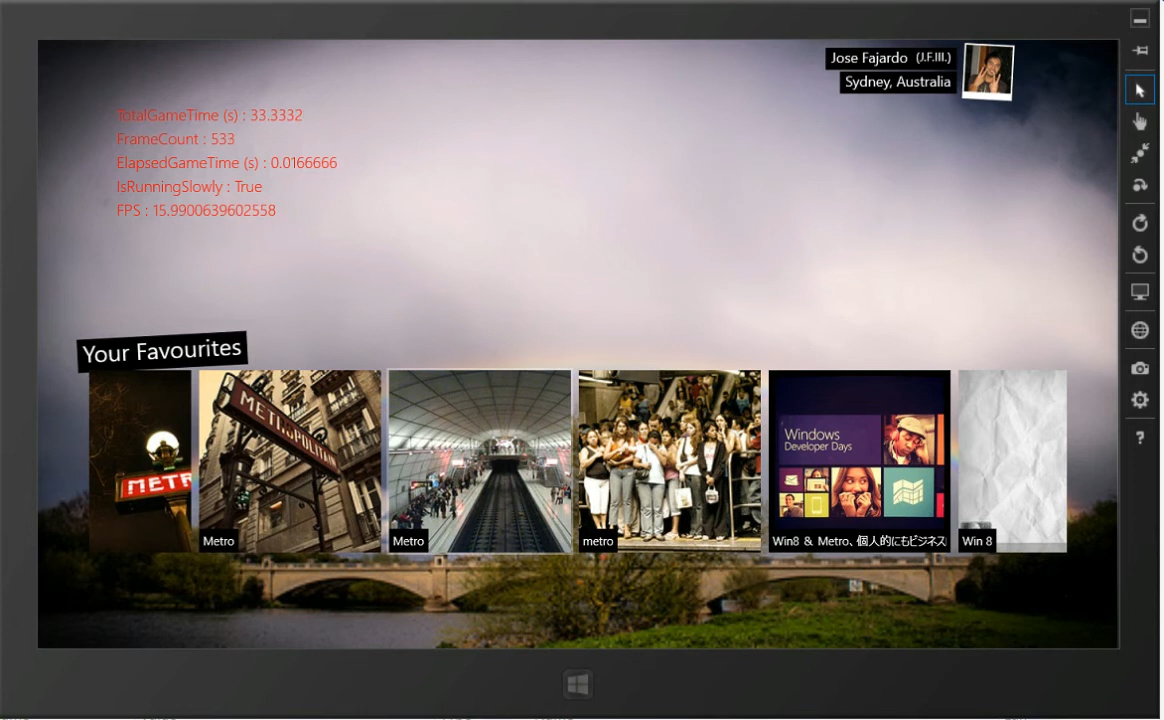 Jose Fajardo (J.F.III.)
Sydney, Australia
TotalGameTime (s) : 33.3332
FrameCount : 533
ElapsedGameTime (s) : 0.0166666
IsRunningSlowly : True
FPS : 15.9900639602558
Your Favourites
METR
METROPOLITAIN
Windows
Developer Days
Metro
Metro
metro
Win8 & Metro、個人的にもビジネス
Win 8
?